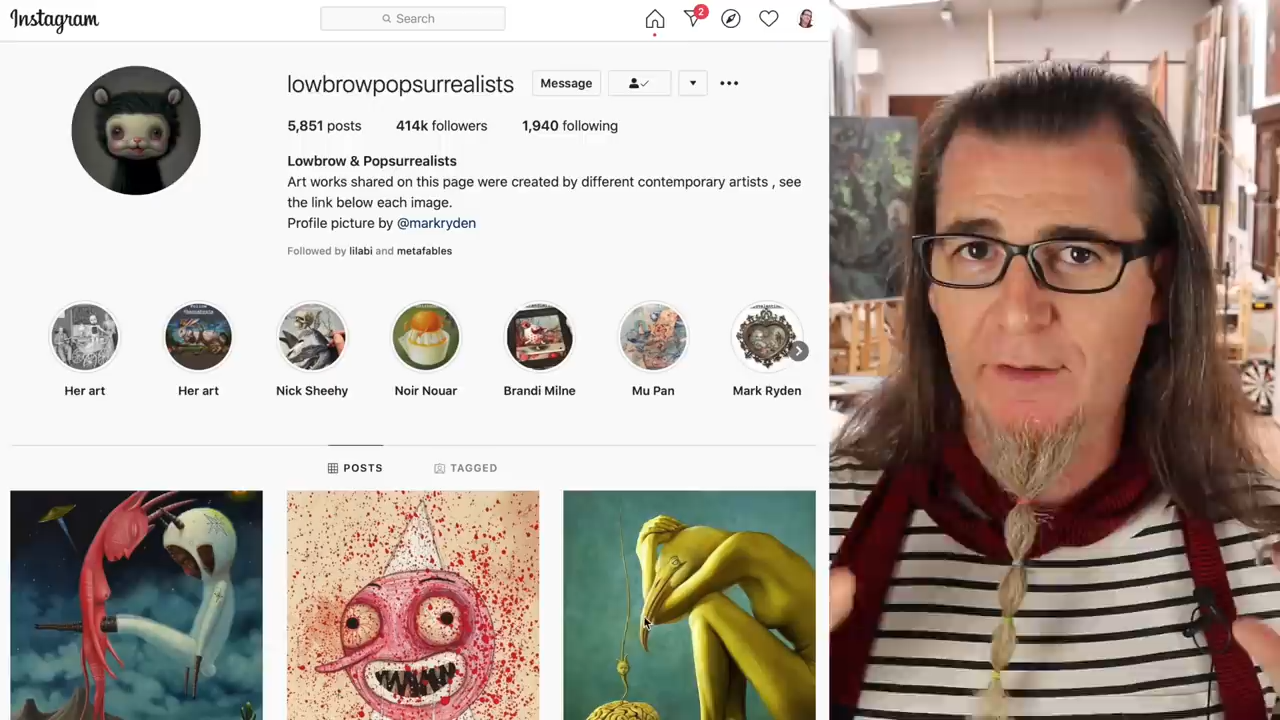 Instagram
Search
2
lowbrowpopsurrealists
Message
5,851 posts 414k followers 1,940 following
Lowbrow & Popsurrealists
Art works shared on this page were created by different contemporary artists , see
the link below each image.
Profile picture by @markryden
Followed by lilabi and metafables
Her art Her art Nick Sheehy Noir Nouar Brandi Milne Mu Pan Mark Ryden
POSTS TAGGED